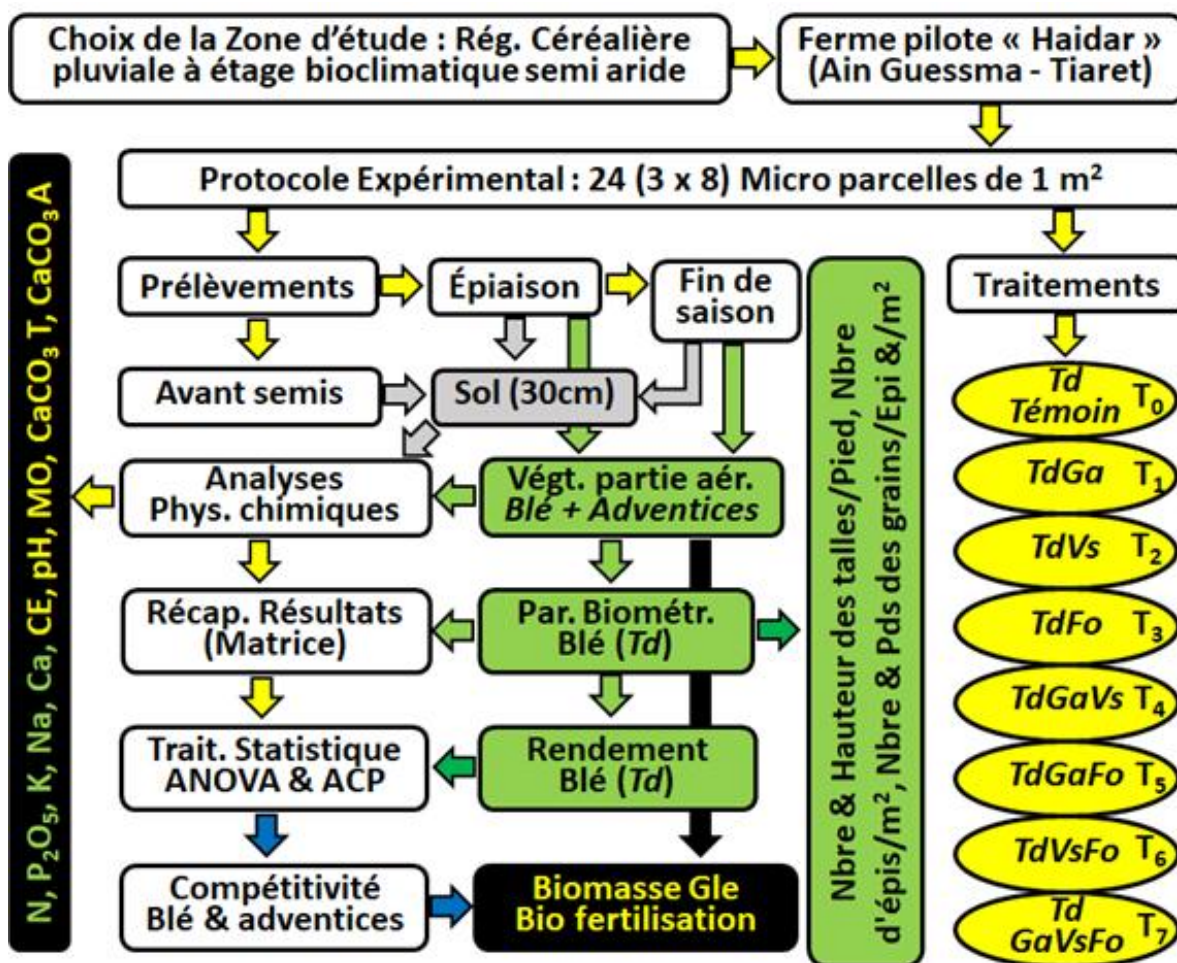 Choix de la Zone d'étude : Rég. Céréalière
pluviale à étage bioclimatique semi aride
Ferme pilote « Haidar »
(Ain Guessma - Tiaret)
Protocole Expérimental : 24 (3 x 8) Micro parcelles de 1 m²
N, P₂O₅, K, Na, Ca, CE, pH, MO, CaCO₃ T, CaCO₃ A
Prélèvements
Épiaison
Fin de
saison
Avant semis
Sol (30cm)
Analyses
Phys. chimiques
Végt. partie aér.
Blé + Adventices
Récap. Résultats
(Matrice)
Par. Biométr.
Blé (Td)
Trait. Statistique
ANOVA & ACP
Rendement
Blé (Td)
Compétitivité
Blé & adventices
Biomasse Gle
Bio fertilisation
Nbre & Hauteur des talles/Pied, Nbre
d'épis/m², Nbre & Pds des grains/Epi &/m²
Traitements
Td
Témoin T₀
TdGa T₁
TdVs T₂
TdFo T₃
TdGaVs T₄
TdGaFo T₅
TdVsFo T₆
Td
GaVsFo T₇